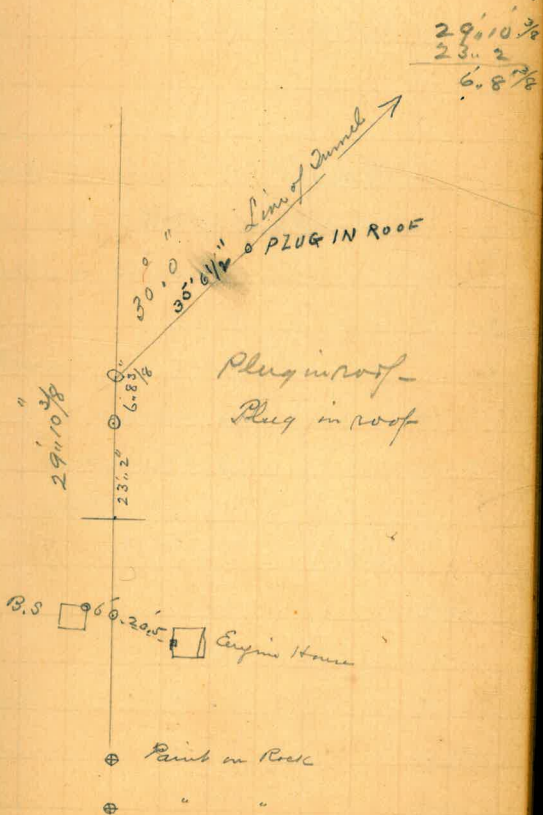 29'.. 10 3/8
23.. 2
6.. 8 3/8
Line of Tunnel
PLUG IN ROOF
30° 0'
35' 6 1/2"
Plug in roof
Plug in roof
6.. 8 3/8
29'.. 10 3/8"
23'.. 2"
B.S
6'
20.5
Engine House
Paint on Rock
" "